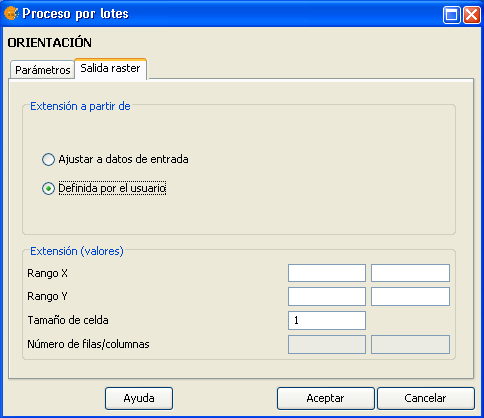 Proceso por lotes
ORIENTACIÓN
Parámetros Salida raster
Extensión a partir de
Ajustar a datos de entrada
Definida por el usuario
Extensión (valores)
Rango X
Rango Y
Tamaño de celda 1
Número de filas/columnas
Ayuda Aceptar Cancelar